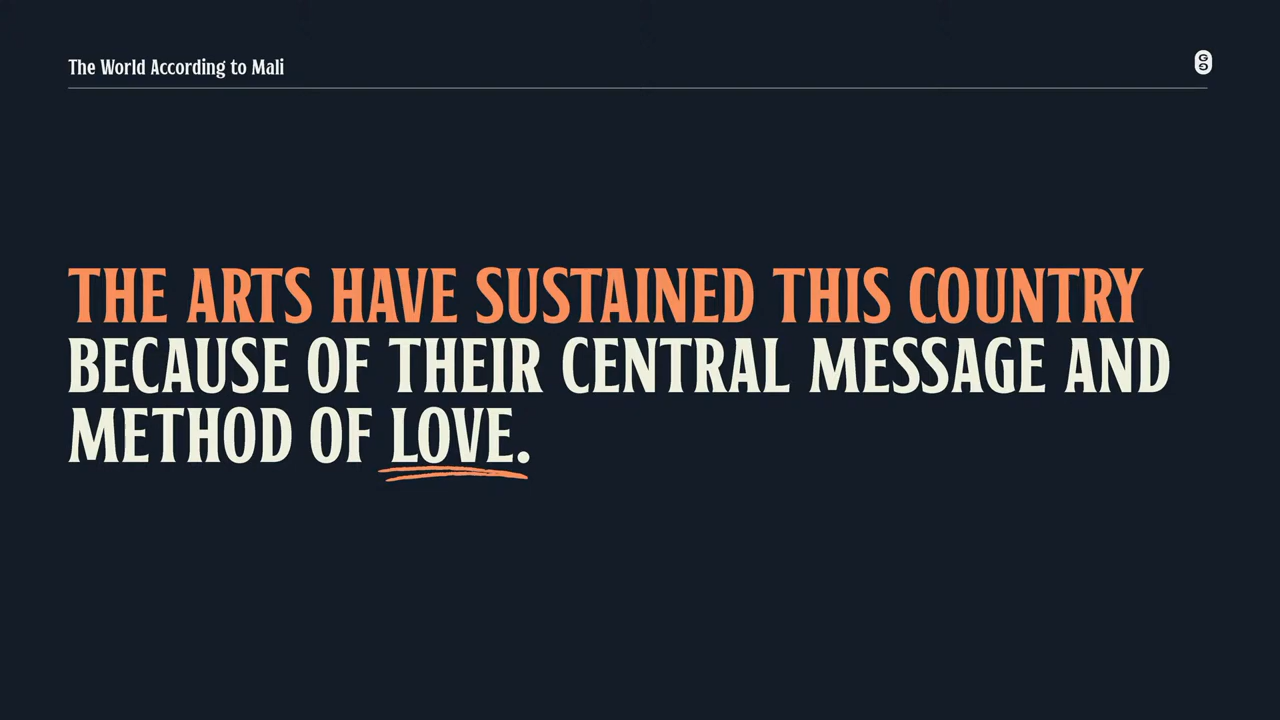 The World According to Mali
THE ARTS HAVE SUSTAINED THIS COUNTRY
BECAUSE OF THEIR CENTRAL MESSAGE AND
METHOD OF LOVE.